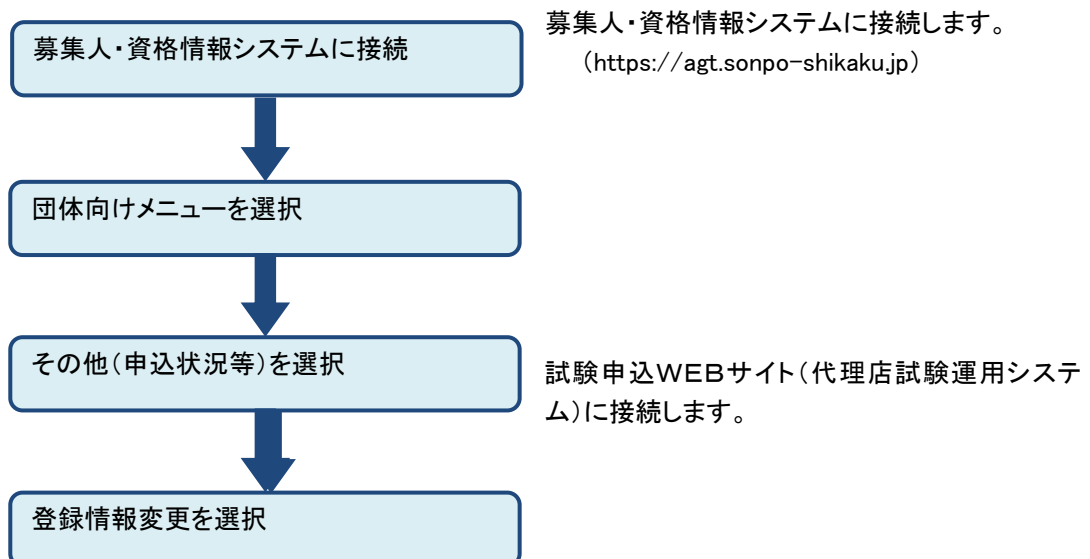 募集人・資格情報システムに接続
募集人・資格情報システムに接続します。
（https://agt.sonpo-shikaku.jp）
団体向けメニューを選択
その他（申込状況等）を選択
試験申込ＷＥＢサイト（代理店試験運用システ
ム）に接続します。
登録情報変更を選択